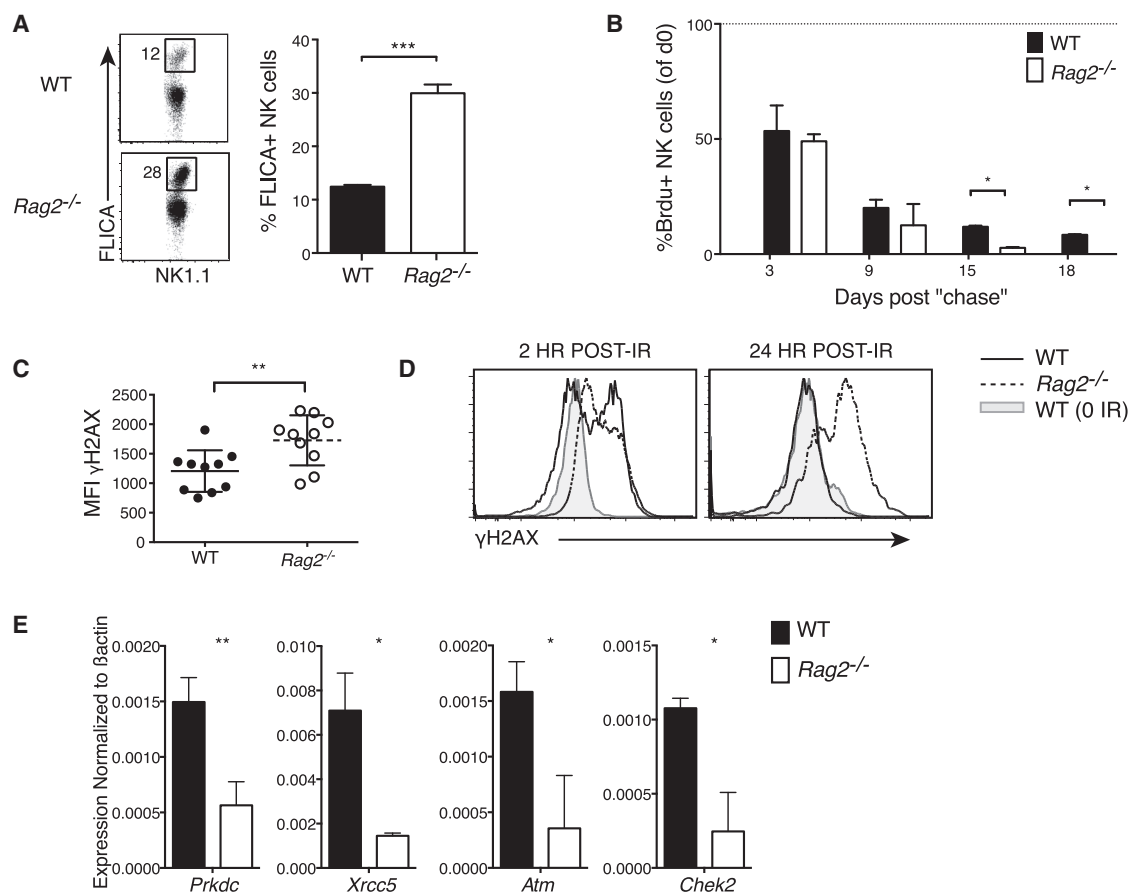 A
WT
12
Rag2-/-
28
FLICA
NK1.1
% FLICA+ NK cells
40
30
20
10
0
***
WT
Rag2-/-
B
%Brdu+ NK cells (of d0)
100
50
0
WT
Rag2-/-
*
*
3
9
15
18
Days post "chase"
C
MFI γH2AX
2500
2000
1500
1000
500
0
**
WT
Rag2-/-
D
2 HR POST-IR
24 HR POST-IR
WT
Rag2-/-
WT (0 IR)
γH2AX
E
Expression Normalized to ßactin
0.0020
0.0015
0.0010
0.0005
0.0000
**
Prkdc
0.010
0.008
0.006
0.004
0.002
0.000
*
Xrcc5
0.0020
0.0015
0.0010
0.0005
0.0000
*
Atm
0.0015
0.0010
0.0005
0.0000
*
Chek2
WT
Rag2-/-